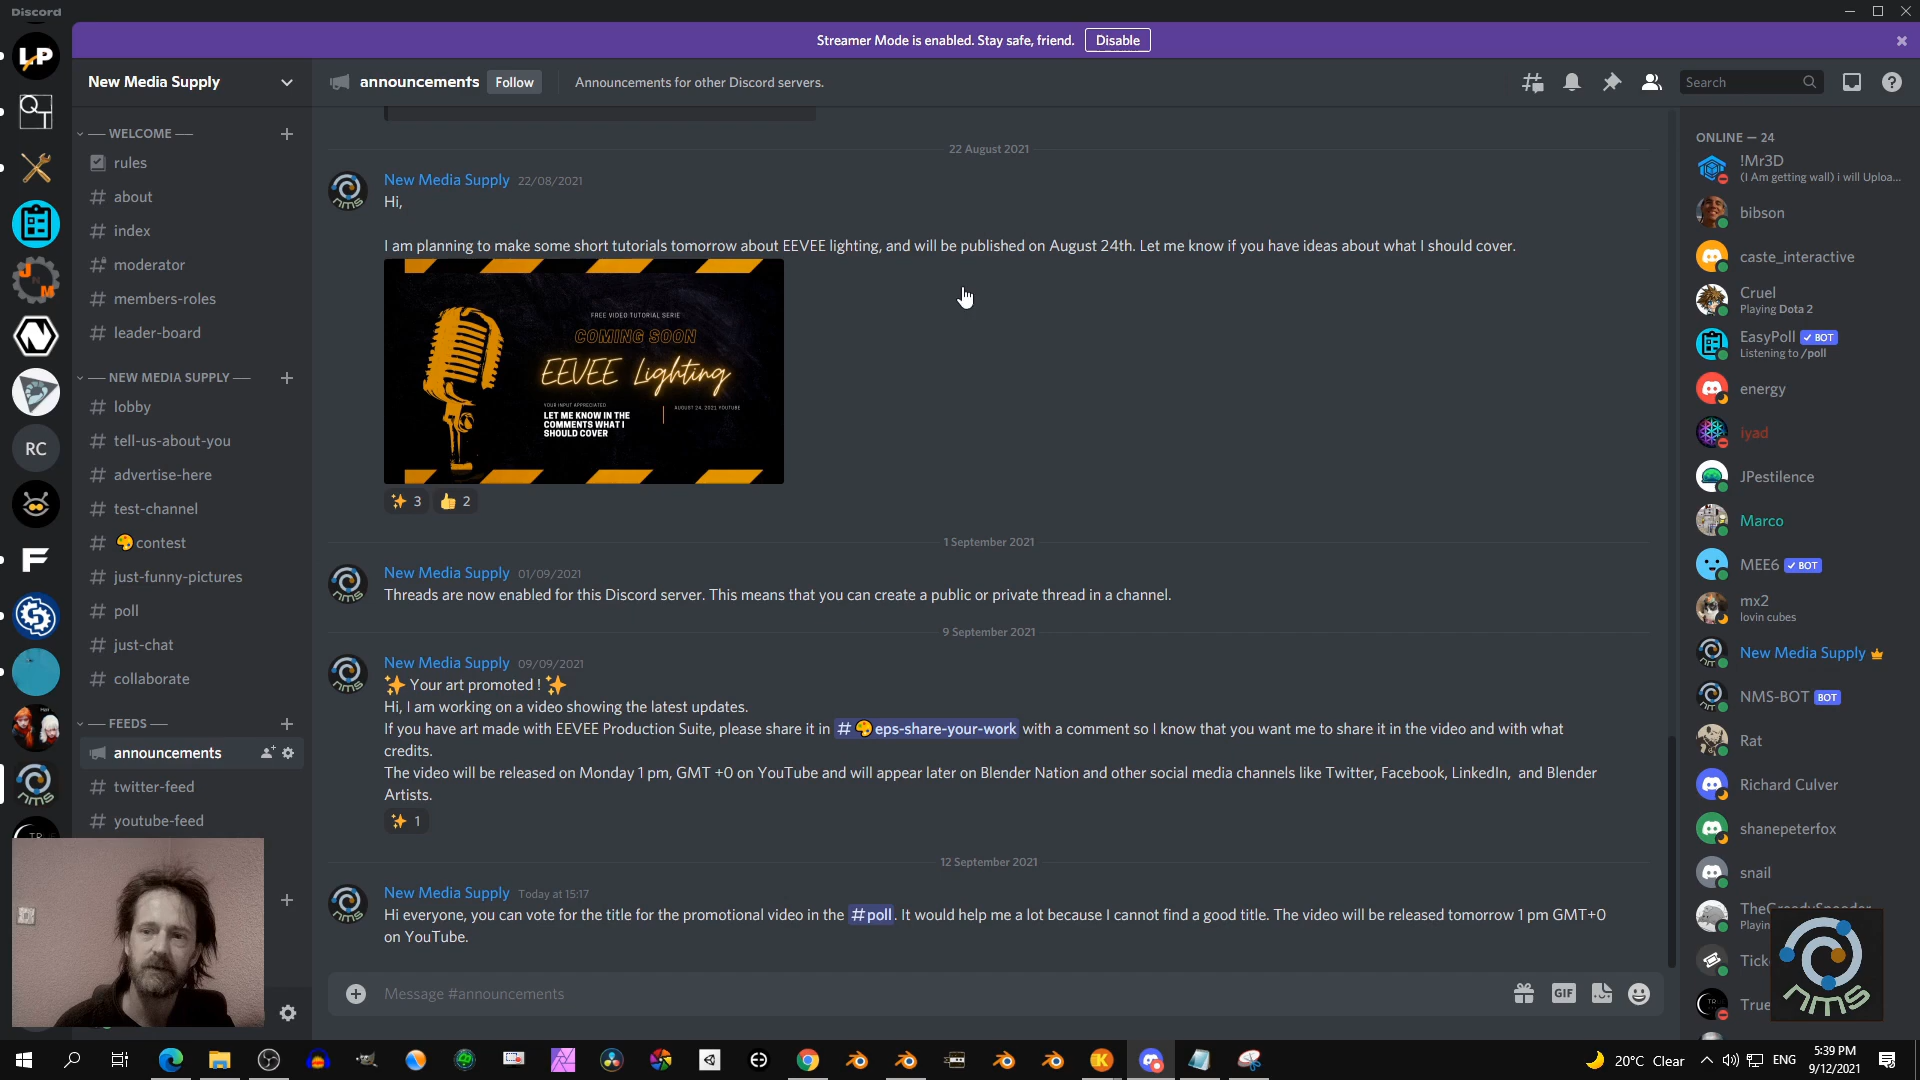 Discord
Streamer Mode is enabled. Stay safe, friend. Disable
New Media Supply
announcements Follow Announcements for other Discord servers.
Search
WELCOME
rules
about
index
moderator
members-roles
leader-board
NEW MEDIA SUPPLY
lobby
tell-us-about-you
advertise-here
test-channel
contest
just-funny-pictures
poll
just-chat
collaborate
FEEDS
announcements
twitter-feed
youtube-feed
RC
22 August 2021
New Media Supply 22/08/2021
Hi,
I am planning to make some short tutorials tomorrow about EEVEE lighting, and will be published on August 24th. Let me know if you have ideas about what I should cover.
FREE VIDEO TUTORIAL SERIE
COMING SOON
EEVEE Lighting
YOUR INPUT APPRECIATED
LET ME KNOW IN THE
COMMENTS WHAT I
SHOULD COVER
AUGUST 24, 2021 YOUTUBE
3 2
1 September 2021
New Media Supply 01/09/2021
Threads are now enabled for this Discord server. This means that you can create a public or private thread in a channel.
9 September 2021
New Media Supply 09/09/2021
✨ Your art promoted ! ✨
Hi, I am working on a video showing the latest updates.
If you have art made with EEVEE Production Suite, please share it in # eps-share-your-work with a comment so I know that you want me to share it in the video and with what
credits.
The video will be released on Monday 1 pm, GMT +0 on YouTube and will appear later on Blender Nation and other social media channels like Twitter, Facebook, LinkedIn, and Blender
Artists.
1
12 September 2021
New Media Supply Today at 15:17
Hi everyone, you can vote for the title for the promotional video in the #poll. It would help me a lot because I cannot find a good title. The video will be released tomorrow 1 pm GMT+0
on YouTube.
Message #announcements
GIF
ONLINE — 24
!Mr3D
(I Am getting wall) i will Uploa...
bibson
caste_interactive
Cruel
Playing Dota 2
EasyPoll ✓ BOT
Listening to /poll
energy
iyad
JPestilence
Marco
MEE6 ✓ BOT
mx2
lovin cubes
New Media Supply
NMS-BOT BOT
Rat
Richard Culver
shanepeterfox
snail
Playin
Tick
True
nms
20°C Clear
ENG
5:39 PM
9/12/2021